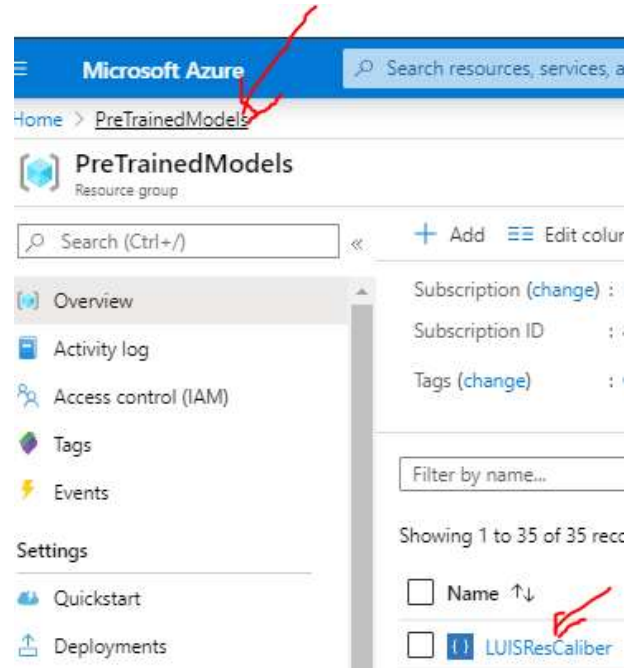 Microsoft Azure
Search resources, services, a
Home > PreTrainedModels
PreTrainedModels
Resource group
Search (Ctrl+/)
«
+ Add Edit colu
Overview
Subscription (change) :
Activity log
Subscription ID :
Access control (IAM)
Tags (change) :
Tags
Events
Filter by name...
Settings
Showing 1 to 35 of 35 reco
Quickstart
Name ↑↓
Deployments
LUISResCaliber